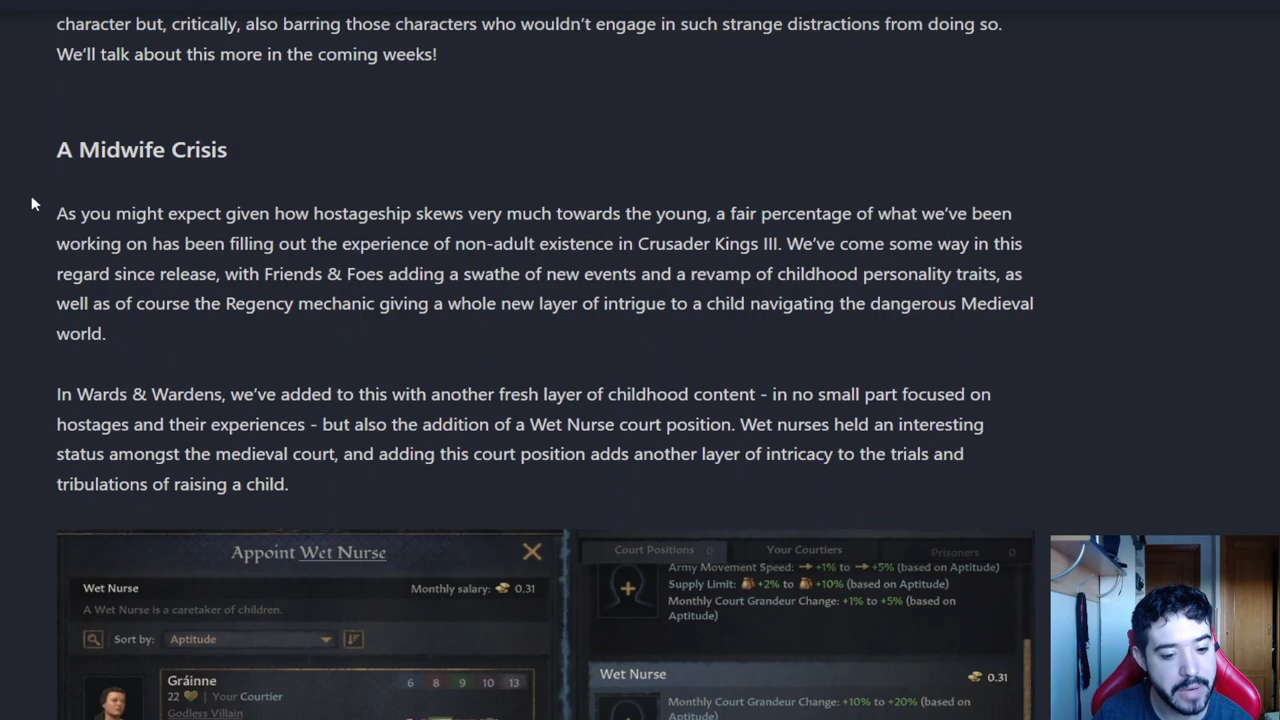 character but, critically, also barring those characters who wouldn't engage in such strange distractions from doing so.
We'll talk about this more in the coming weeks!
A Midwife Crisis
As you might expect given how hostageship skews very much towards the young, a fair percentage of what we've been
working on has been filling out the experience of non-adult existence in Crusader Kings III. We've come some way in this
regard since release, with Friends & Foes adding a swathe of new events and a revamp of childhood personality traits, as
well as of course the Regency mechanic giving a whole new layer of intrigue to a child navigating the dangerous Medieval
world.
In Wards & Wardens, we've added to this with another fresh layer of childhood content - in no small part focused on
hostages and their experiences - but also the addition of a Wet Nurse court position. Wet nurses held an interesting
status amongst the medieval court, and adding this court position adds another layer of intricacy to the trials and
tribulations of raising a child.
Appoint Wet Nurse
Wet Nurse Monthly salary: 0.31
A Wet Nurse is a caretaker of children.
Sort by: Aptitude
Gráinne 6 8 9 10 13
22 | Your Courtier
Godless Villain
Court Positions 0 Your Courtiers Prisoners 0
Army Movement Speed: +1% to +5% (based on Aptitude)
Supply Limit: +2% to +10% (based on Aptitude)
Monthly Court Grandeur Change: +1% to +5% (based on
Aptitude)
Wet Nurse 0.31
Monthly Court Grandeur Change: +10% to +20% (based on
Aptitude)